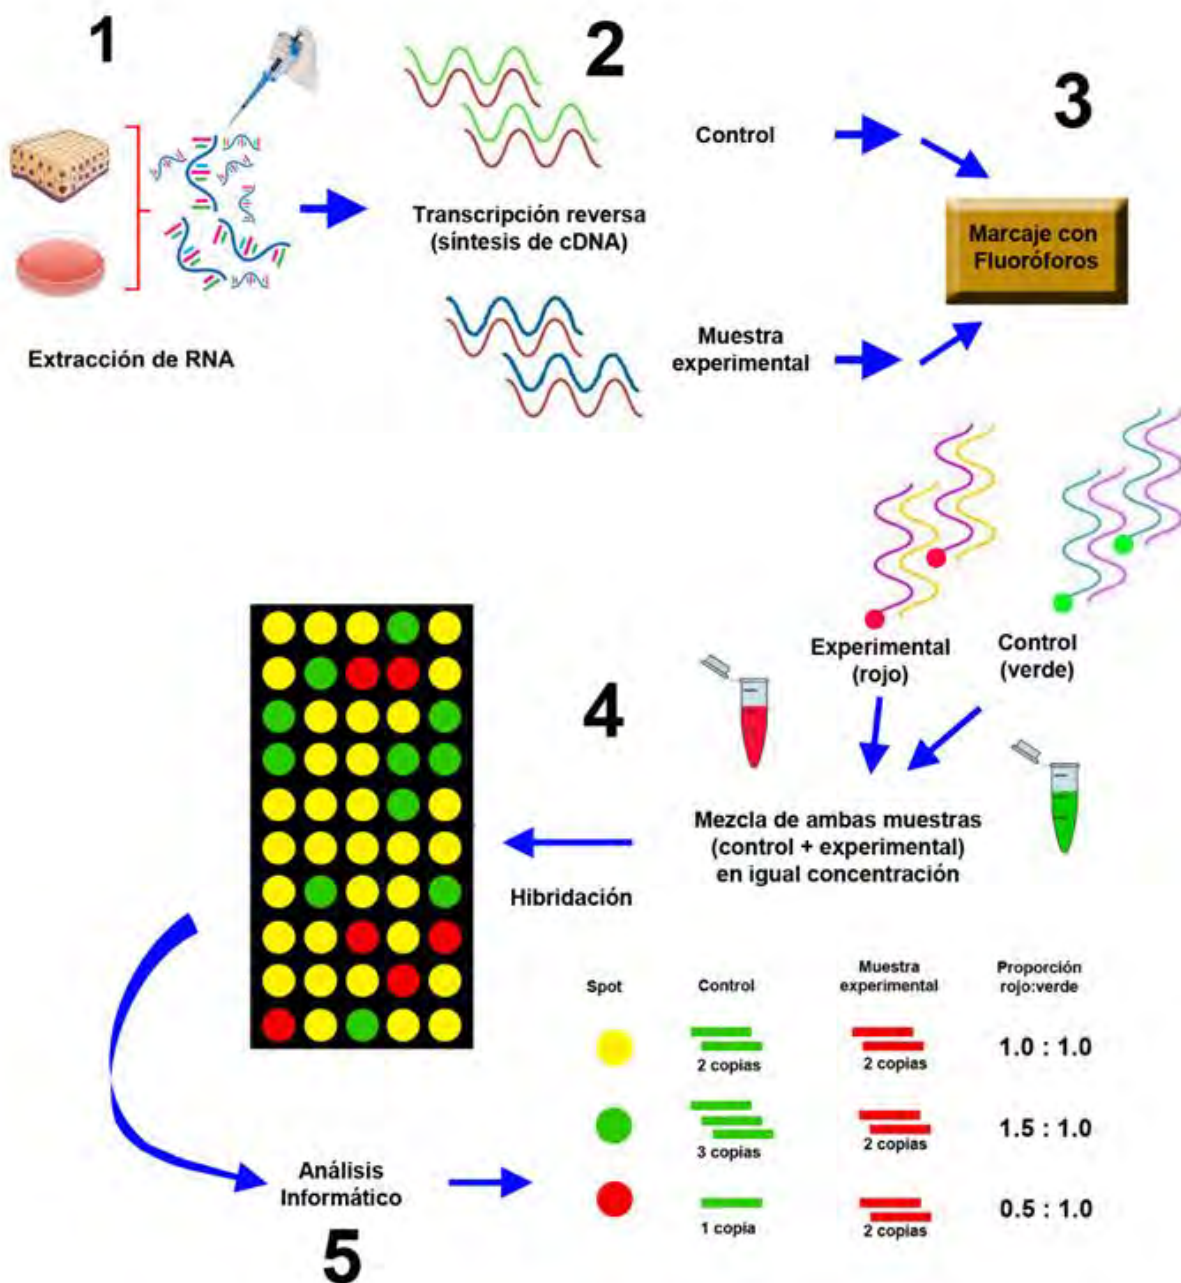 1
Extracción de RNA
2
Transcripción reversa
(síntesis de cDNA)
Control
Muestra
experimental
3
Marcaje con
Fluoróforos
Experimental
(rojo)
Control
(verde)
4
Mezcla de ambas muestras
(control + experimental)
en igual concentración
Hibridación
Análisis
Informático
5
Spot
Control
Muestra
experimental
Proporción
rojo:verde
2 copias
2 copias
1.0 : 1.0
3 copias
2 copias
1.5 : 1.0
1 copia
2 copias
0.5 : 1.0